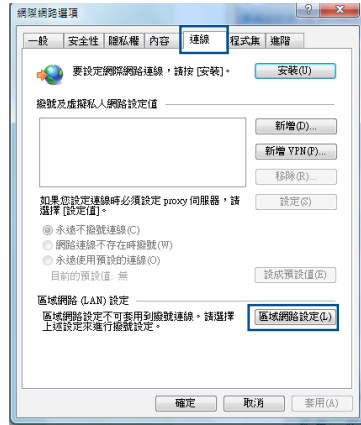 網際網路選項
一般 安全性 隱私權 內容 連線 程式集 進階
要設定網際網路連線，請按 [安裝]。 安裝(U)
撥號及虛擬私人網路設定值
新增(D)...
新增 VPN(P)...
移除(R)...
如果您設定連線時必須設定 proxy 伺服器，請
選擇 [設定值]。
設定(S)
永遠不撥號連線(C)
網路連線不存在時撥號(W)
永遠使用預設的連線(O)
目前的預設值: 無 設成預設值(E)
區域網路 (LAN) 設定
區域網路設定不可套用到撥號連線。請選擇
上述設定來進行撥號設定。
區域網路設定(L)
確定 取消 套用(A)